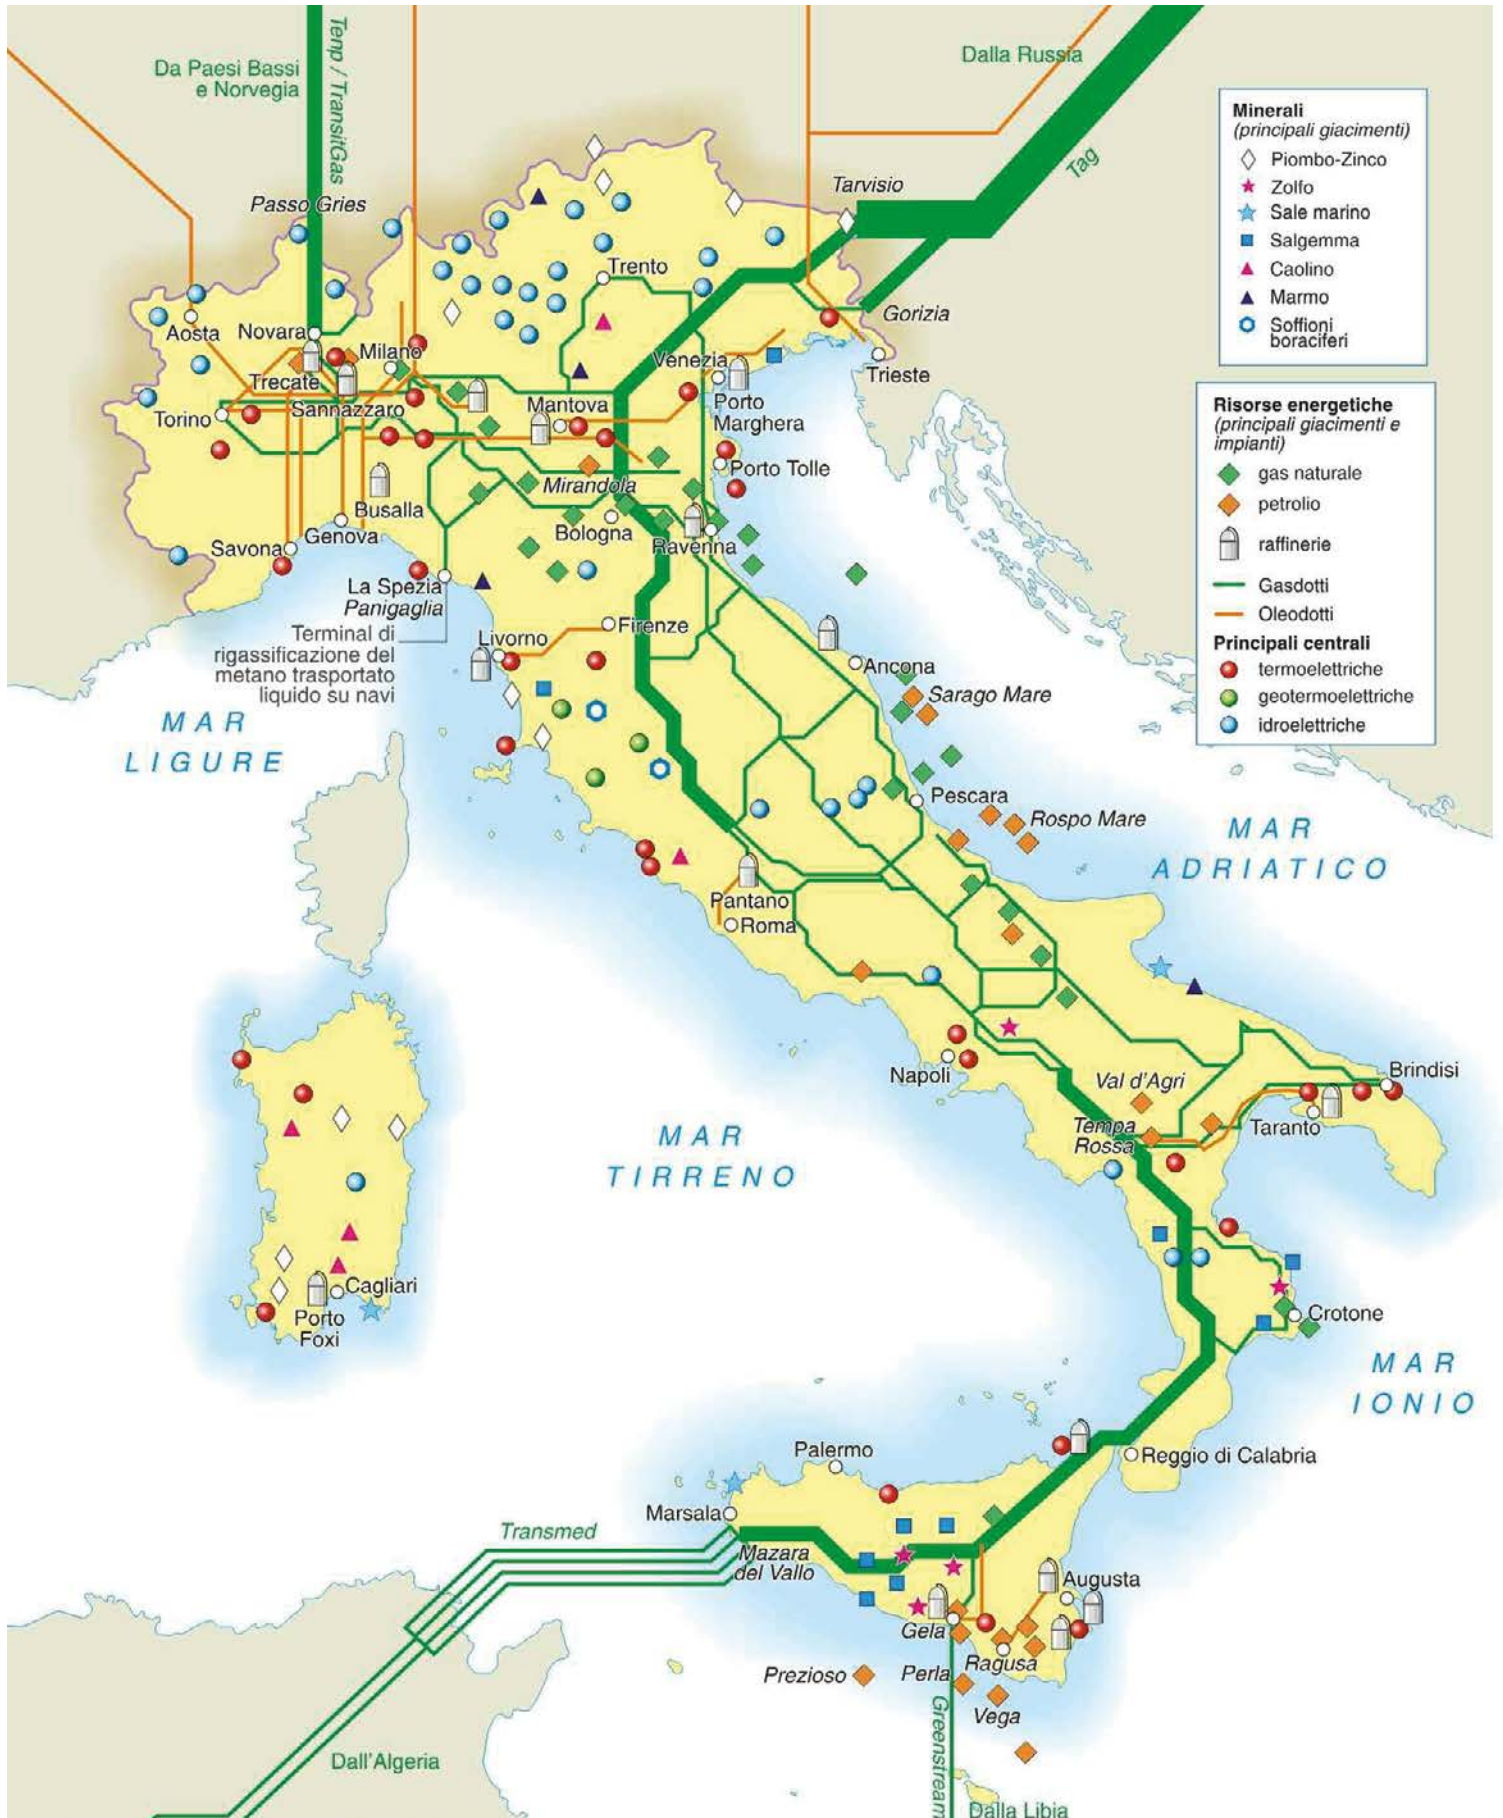 Da Paesi Bassi
e Norvegia
Tenp / TransitGas
Dalla Russia
Tag
Passo Gries
Tarvisio
Minerali
(principali giacimenti)
Piombo-Zinco
Zolfo
Sale marino
Salgemma
Caolino
Marmo
Soffioni
boraciferi
Trento
Gorizia
Aosta
Novara
Milano
Venezia
Trieste
Trecate
Sannazzaro
Mantova
Porto
Marghera
Torino
Porto Tolle
Mirandola
Busalla
Bologna
Ravenna
Genova
Savona
La Spezia
Panigaglia
Terminal di
rigassificazione del
metano trasportato
liquido su navi
Livorno
Firenze
Ancona
Sarago Mare
Risorse energetiche
(principali giacimenti e
impianti)
gas naturale
petrolio
raffinerie
Gasdotti
Oleodotti
Principali centrali
termoelettriche
geotermoelettriche
idroelettriche
MAR
LIGURE
Pescara
Rospo Mare
MAR
ADRIATICO
Pantano
Roma
Napoli
Val d'Agri
Brindisi
Tempa
Rossa
Taranto
MAR
TIRRENO
Cagliari
Porto
Foxi
Crotone
MAR
IONIO
Palermo
Reggio di Calabria
Marsala
Transmed
Mazara
del Vallo
Augusta
Gela
Ragusa
Prezioso
Perla
Vega
Greenstream
Dall'Algeria
Dalla Libia